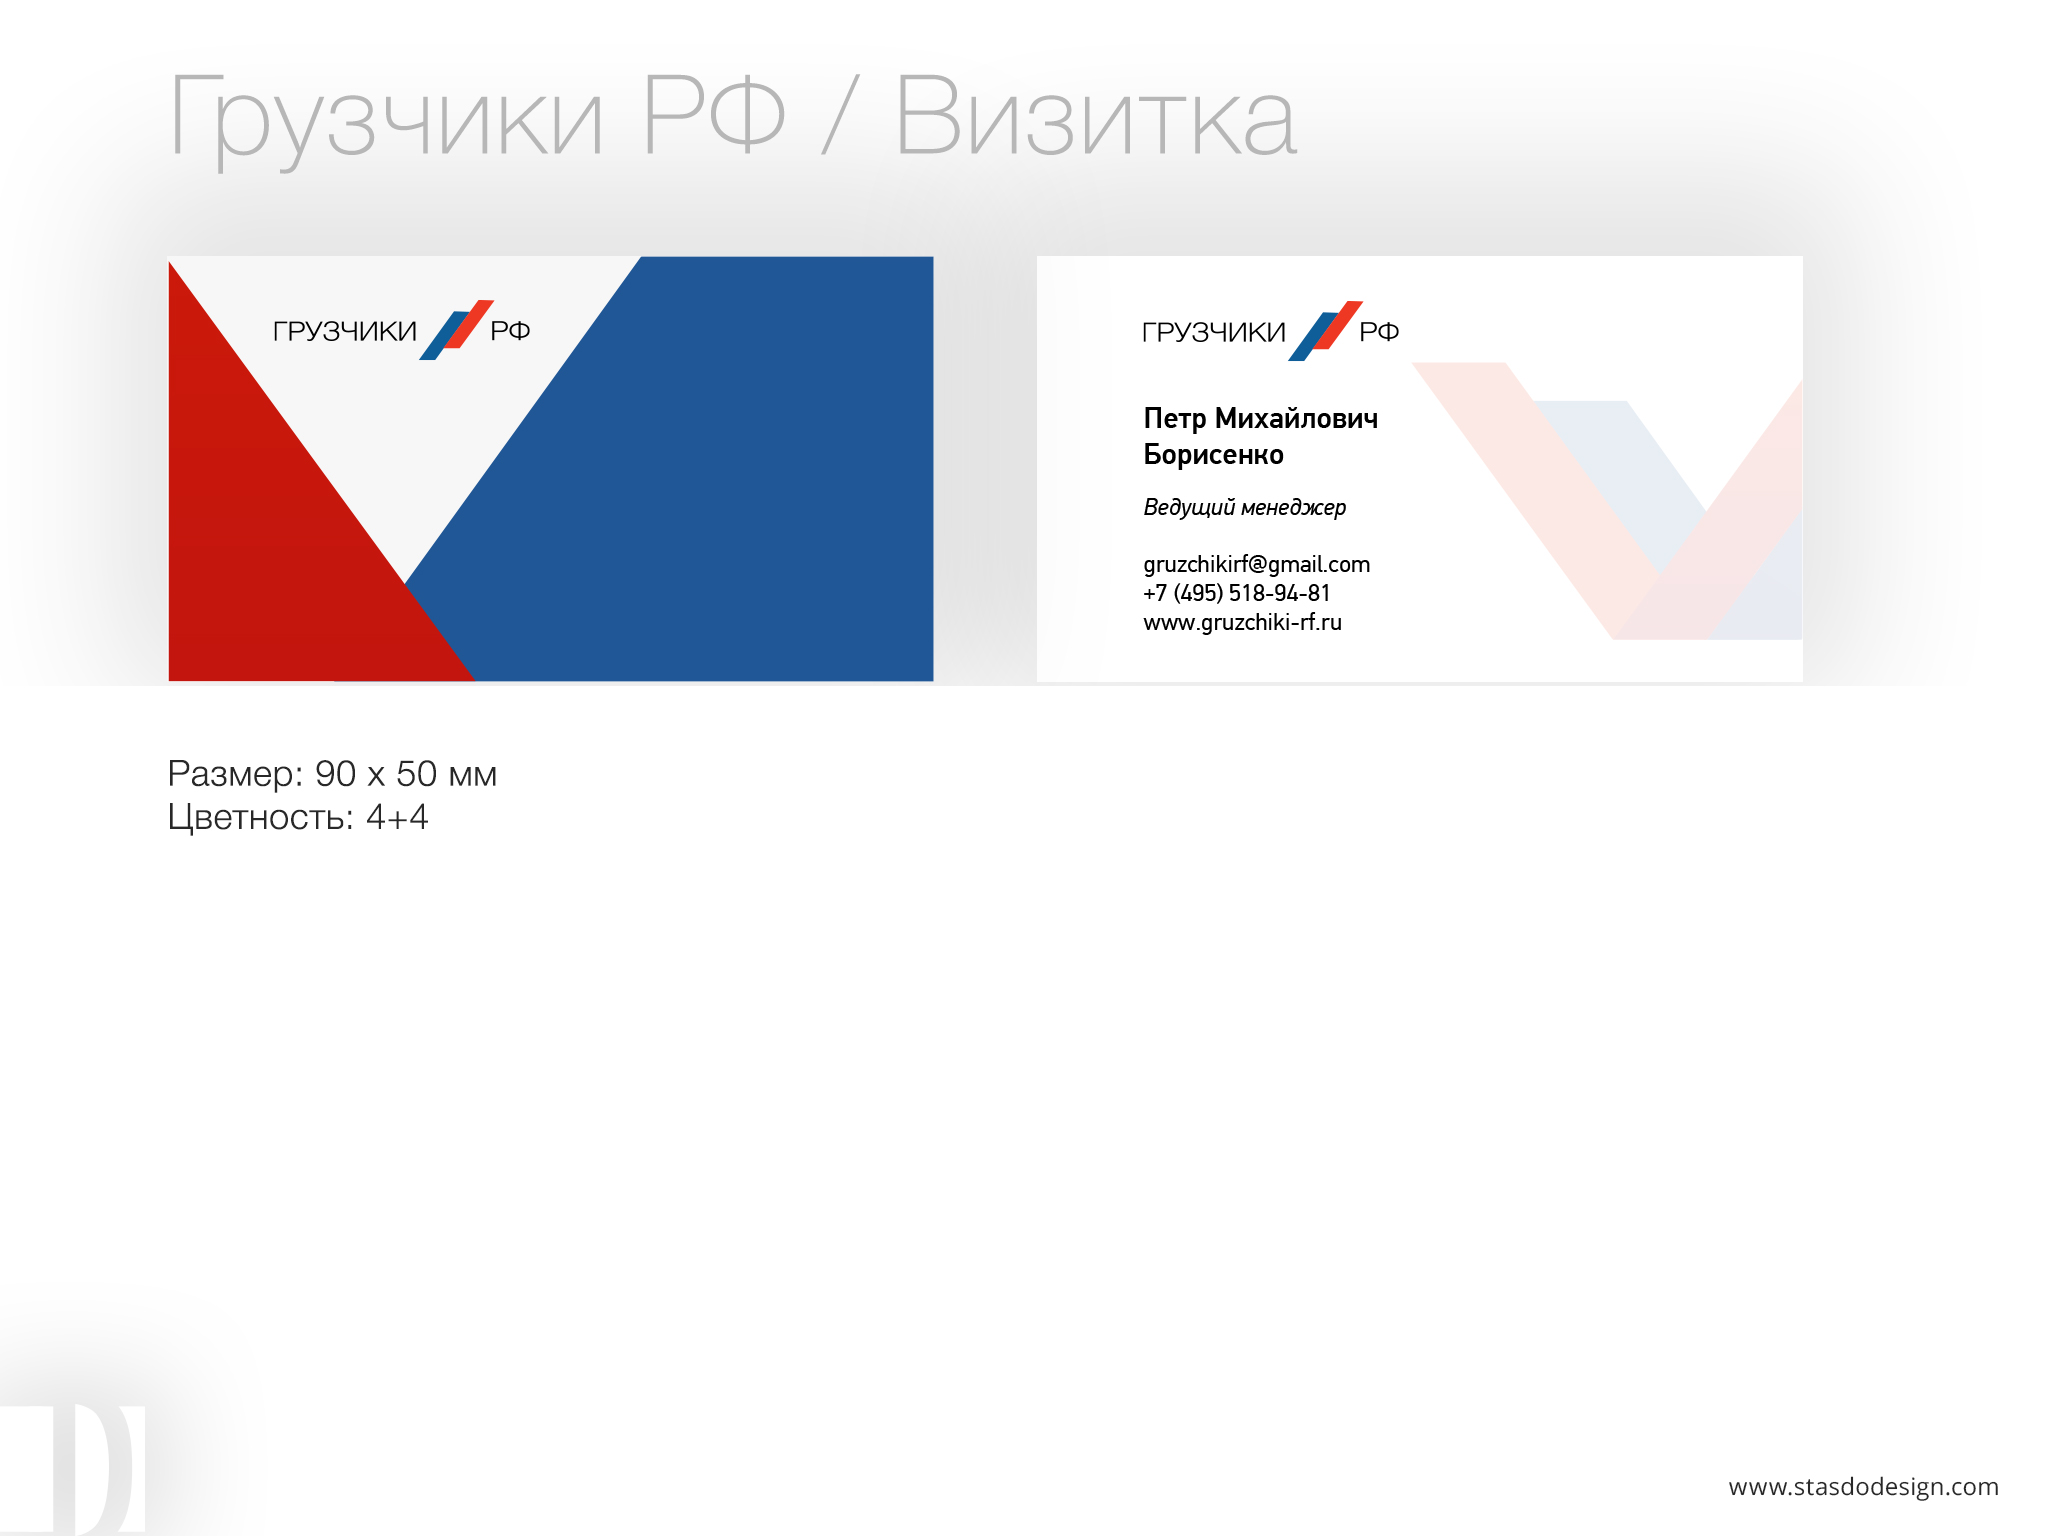 Грузчики РФ / Визитка
ГРУЗЧИКИ РФ
ГРУЗЧИКИ РФ
Петр Михайлович
Борисенко
Ведущий менеджер
gruzchikirf@gmail.com
+7 (495) 518-94-81
www.gruzchiki-rf.ru
Размер: 90 x 50 мм
Цветность: 4+4
D
www.stasdodesign.com